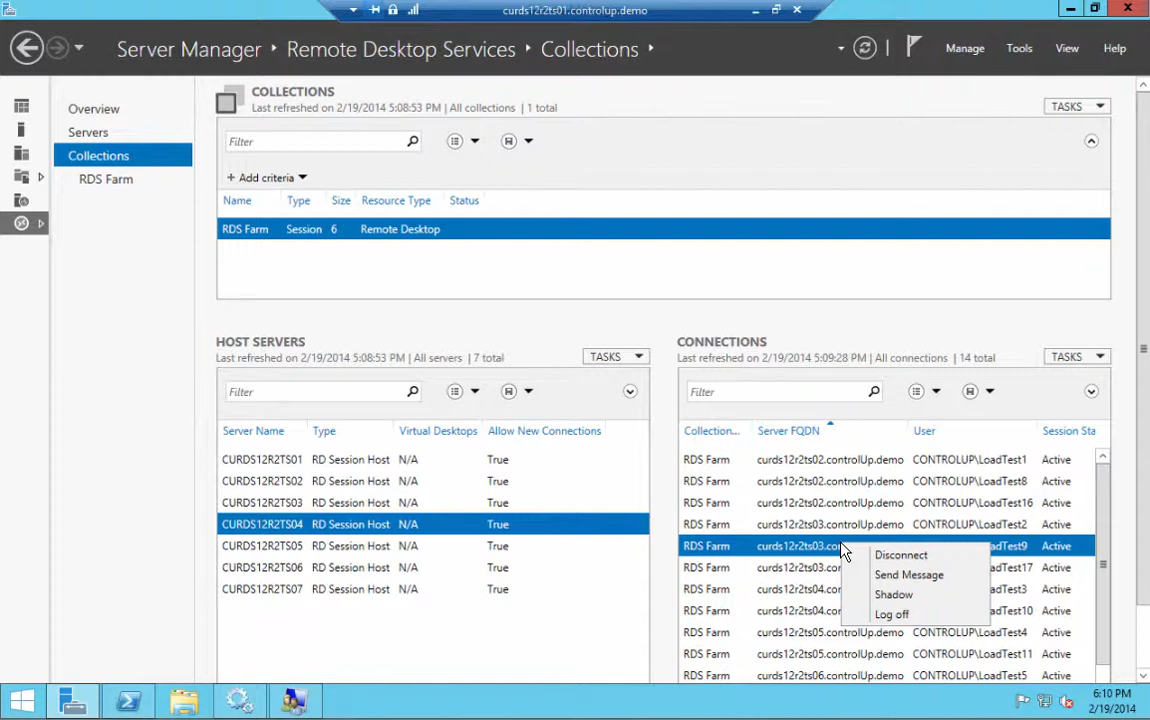 curds12r2ts01.controlup.demo
Server Manager Remote Desktop Services Collections
Manage Tools View Help
Overview
Servers
Collections
RDS Farm
COLLECTIONS
Last refreshed on 2/19/2014 5:08:53 PM | All collections | 1 total
TASKS
Filter
+ Add criteria
Name Type Size Resource Type Status
RDS Farm Session 6 Remote Desktop
HOST SERVERS
Last refreshed on 2/19/2014 5:08:53 PM | All servers | 7 total
TASKS
Filter
Server Name Type Virtual Desktops Allow New Connections
CURDS12R2TS01 RD Session Host N/A True
CURDS12R2TS02 RD Session Host N/A True
CURDS12R2TS03 RD Session Host N/A True
CURDS12R2TS04 RD Session Host N/A True
CURDS12R2TS05 RD Session Host N/A True
CURDS12R2TS06 RD Session Host N/A True
CURDS12R2TS07 RD Session Host N/A True
CONNECTIONS
Last refreshed on 2/19/2014 5:09:28 PM | All connections | 14 total
TASKS
Filter
Collection... Server FQDN User Session Sta
RDS Farm curds12r2ts02.controlUp.demo CONTROLUP\LoadTest1 Active
RDS Farm curds12r2ts02.controlUp.demo CONTROLUP\LoadTest8 Active
RDS Farm curds12r2ts02.controlUp.demo CONTROLUP\LoadTest16 Active
RDS Farm curds12r2ts03.controlUp.demo CONTROLUP\LoadTest2 Active
RDS Farm curds12r2ts03.co LoadTest9 Active
RDS Farm curds12r2ts03.co LoadTest17 Active
RDS Farm curds12r2ts04.co LoadTest3 Active
RDS Farm curds12r2ts04.co LoadTest10 Active
RDS Farm curds12r2ts05.controlUp.demo CONTROLUP\LoadTest4 Active
RDS Farm curds12r2ts05.controlUp.demo CONTROLUP\LoadTest11 Active
RDS Farm curds12r2ts06.controlUp.demo CONTROLUP\LoadTest5 Active
Disconnect
Send Message
Shadow
Log off
6:10 PM
2/19/2014